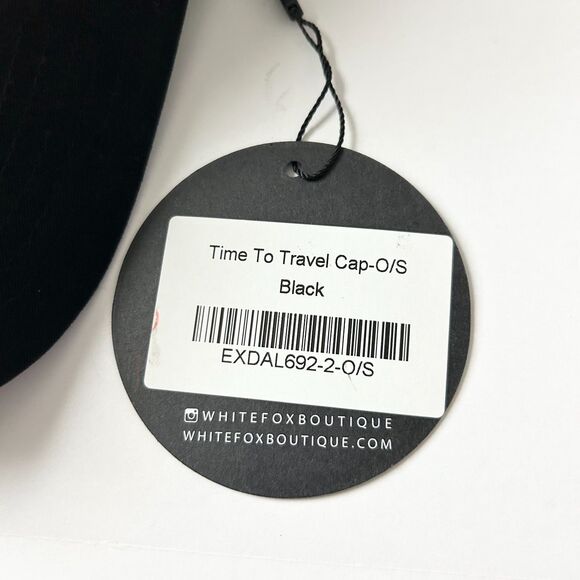 Time To Travel Cap-O/S
Black
EXDAL692-2-O/S
WHITEFOXBOUTIQUE
WHITEFOXBOUTIQUE.COM